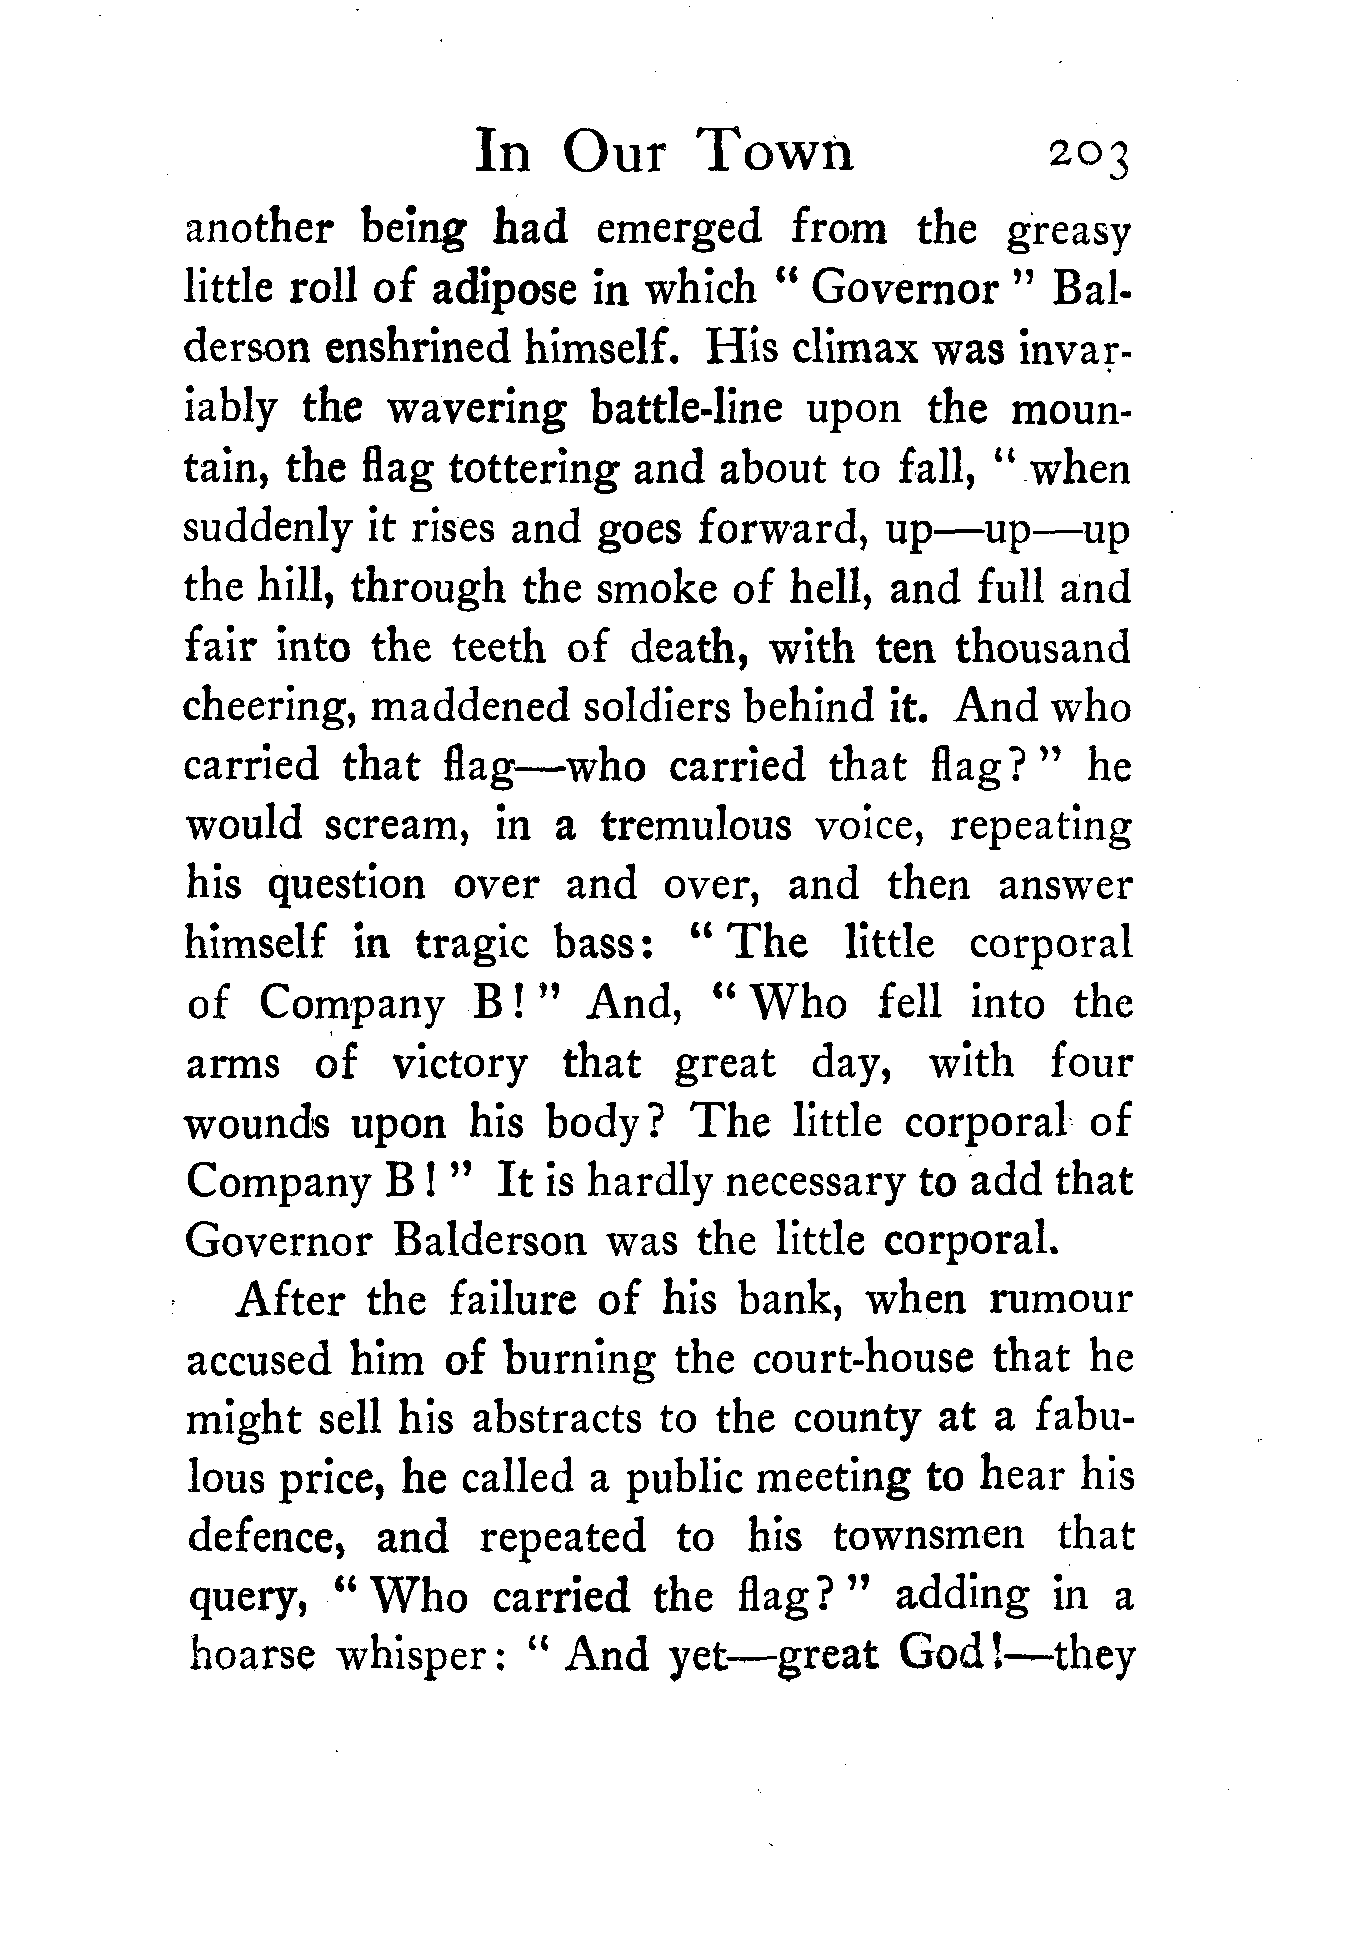 In Our Town 203
another being had emerged from the greasy
little roll of adipose in which “ Governor ” Bal-
derson enshrined himself. His climax was invar-
iably the wavering battle-line upon the moun-
tain, the flag tottering and about to fall, “ when
suddenly it rises and goes forward, up—up—up
the hill, through the smoke of hell, and full and
fair into the teeth of death, with ten thousand
cheering, maddened soldiers behind it. And who
carried that flag—who carried that flag? ” he
would scream, in a tremulous voice, repeating
his question over and over, and then answer
himself in tragic bass: “ The little corporal
of Company B! ” And, “ Who fell into the
arms of victory that great day, with four
wounds upon his body? The little corporal of
Company B! ” It is hardly necessary to add that
Governor Balderson was the little corporal.
After the failure of his bank, when rumour
accused him of burning the court-house that he
might sell his abstracts to the county at a fabu-
lous price, he called a public meeting to hear his
defence, and repeated to his townsmen that
query, “ Who carried the flag? ” adding in a
hoarse whisper: “ And yet—great God!—they